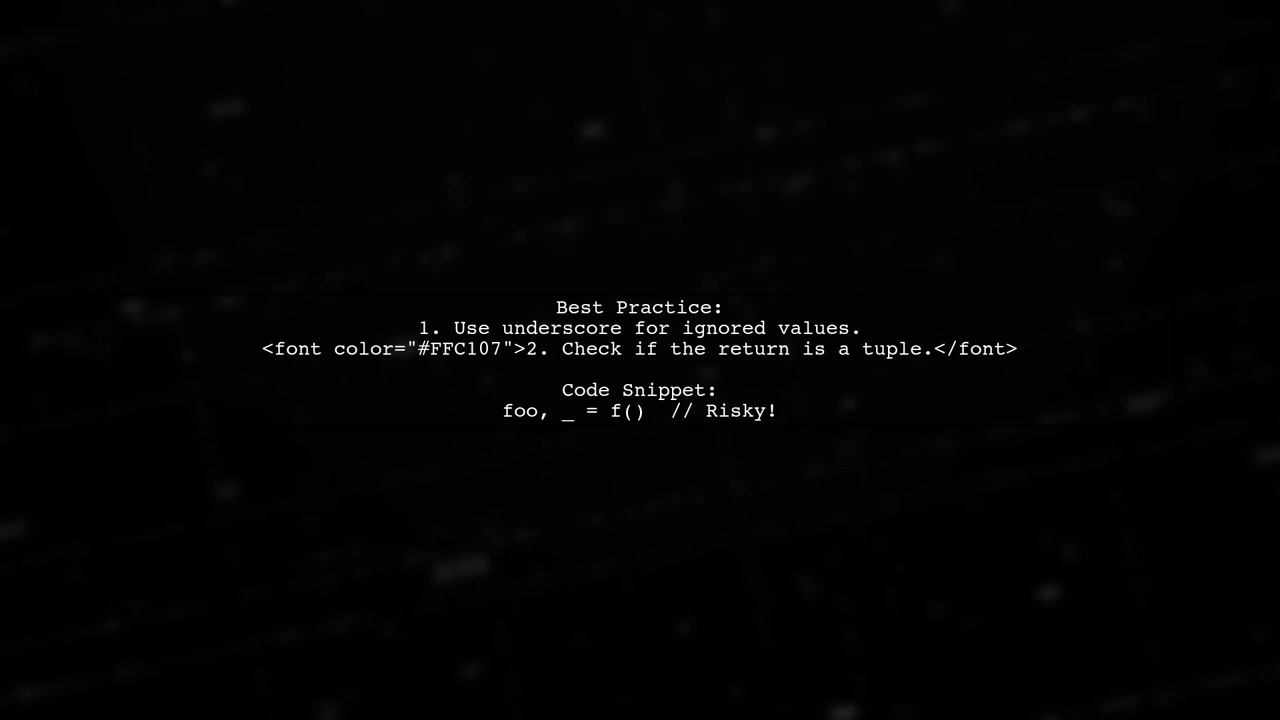 Best Practice:
1. Use underscore for ignored values.
<font color="#FFC107">2. Check if the return is a tuple.</font>
Code Snippet:
foo, _ = f()  // Risky!